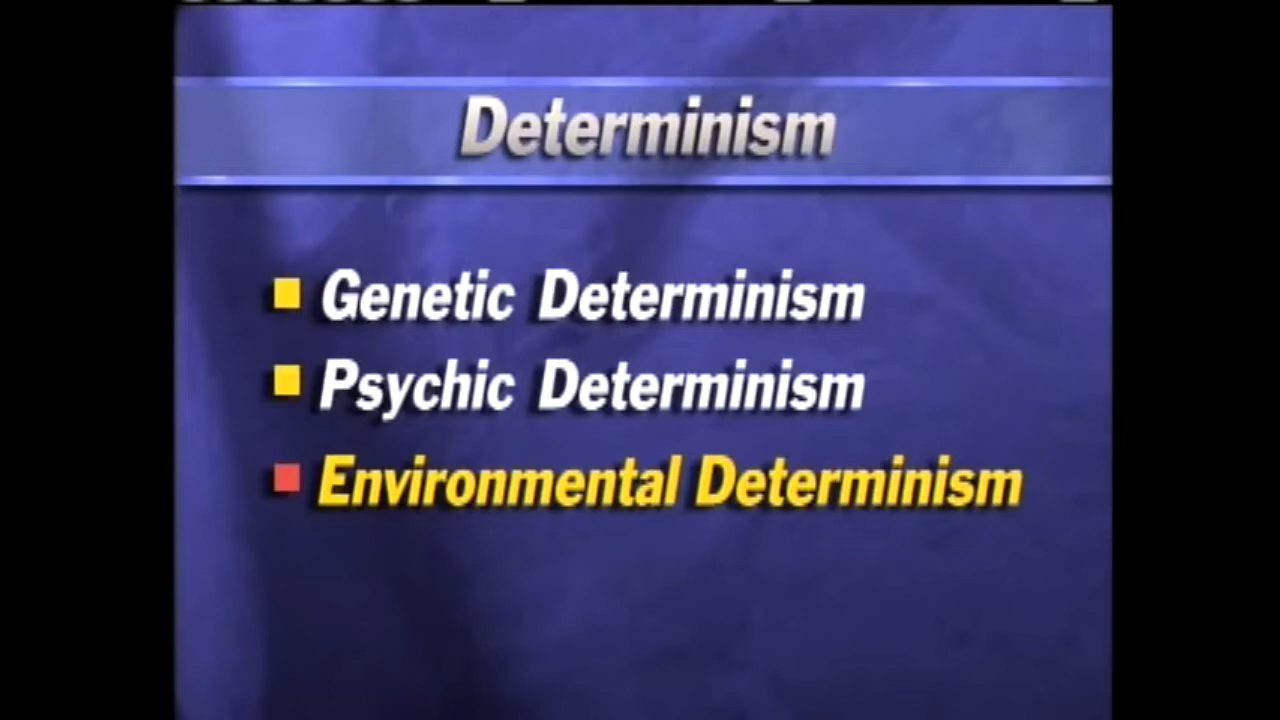 Determinism
Genetic Determinism
Psychic Determinism
Environmental Determinism